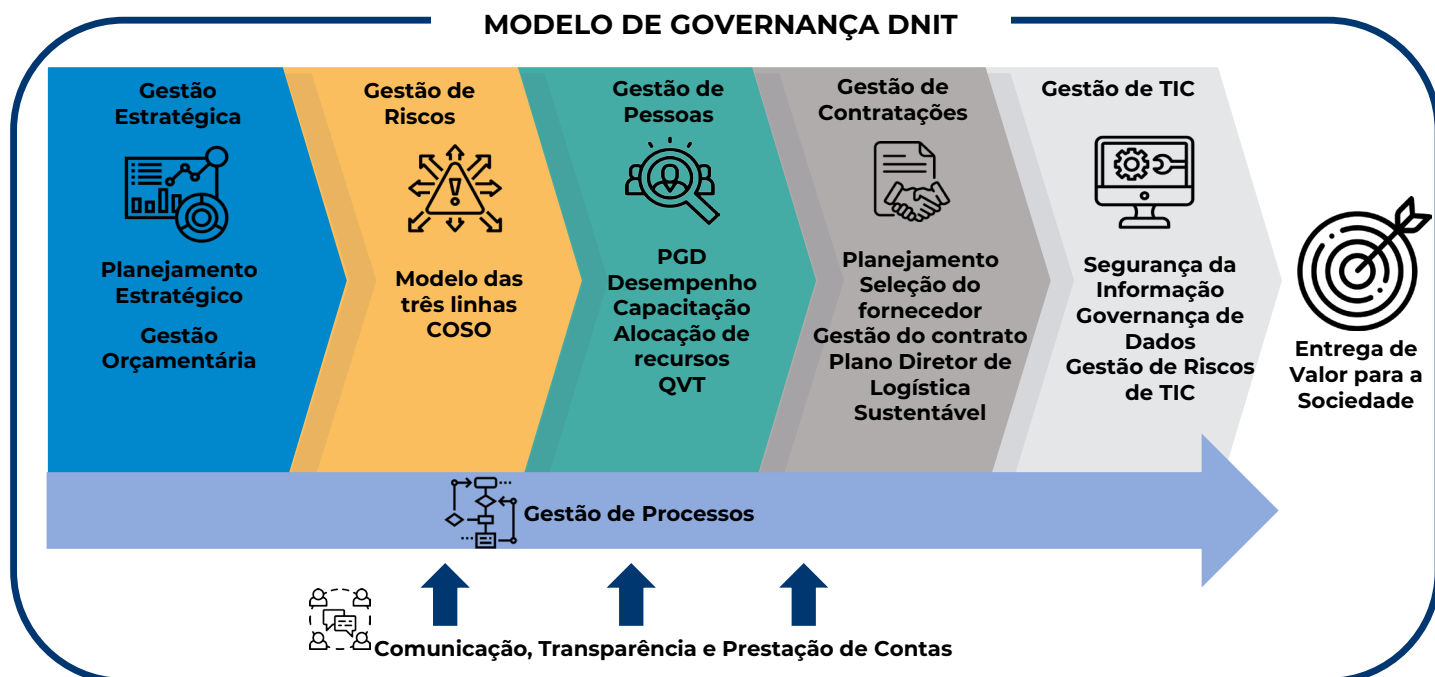 MODELO DE GOVERNANÇA DNIT
Gestão
Estratégica
Planejamento
Estratégico
Gestão
Orçamentária
Gestão de
Riscos
Modelo das
três linhas
COSO
Gestão de
Pessoas
PGD
Desempenho
Capacitação
Alocação de
recursos
QVT
Gestão de
Contratações
Planejamento
Seleção do
fornecedor
Gestão do contrato
Plano Diretor de
Logística
Sustentável
Gestão de TIC
Segurança da
Informação
Governança de
Dados
Gestão de Riscos
de TIC
Entrega de
Valor para a
Sociedade
Gestão de Processos
Comunicação, Transparência e Prestação de Contas